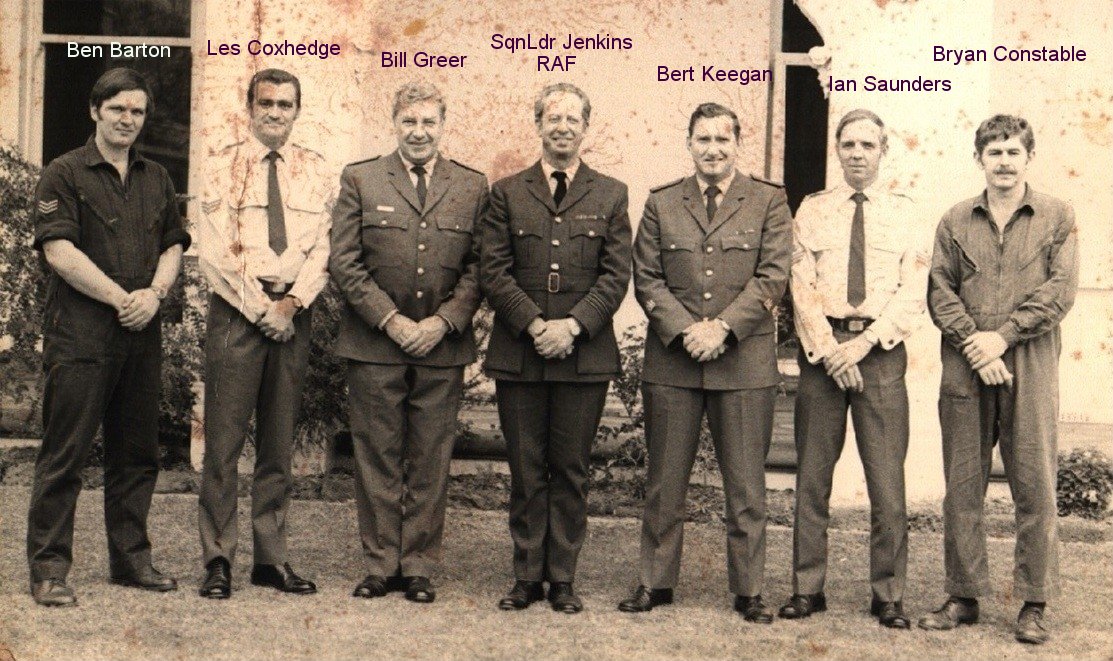 Ben Barton
Les Coxhedge
Bill Greer
SqnLdr Jenkins
RAF
Bert Keegan
Ian Saunders
Bryan Constable